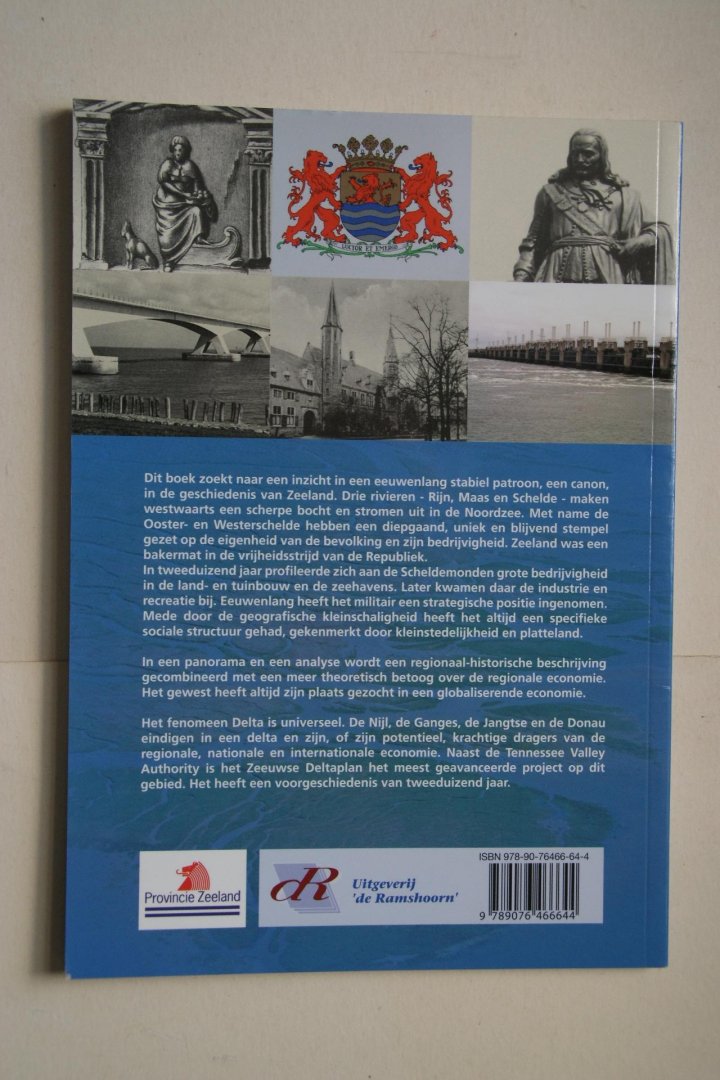 LUCTOR ET EMERGO
Dit boek zoekt naar een inzicht in een eeuwenlang stabiel patroon, een canon,
in de geschiedenis van Zeeland. Drie rivieren - Rijn, Maas en Schelde - maken
westwaarts een scherpe bocht en stromen uit in de Noordzee. Met name de
Ooster- en Westerschelde hebben een diepgaand, uniek en blijvend stempel
gezet op de eigenheid van de bevolking en zijn bedrijvigheid. Zeeland was een
bakermat in de vrijheidsstrijd van de Republiek.
In tweeduizend jaar profileerde zich aan de Scheldemonden grote bedrijvigheid
in de land- en tuinbouw en de zeehavens. Later kwamen daar de industrie en
recreatie bij. Eeuwenlang heeft het militair een strategische positie ingenomen.
Mede door de geografische kleinschaligheid heeft het altijd een specifieke
sociale structuur gehad, gekenmerkt door kleinstedelijkheid en platteland.
In een panorama en een analyse wordt een regionaal-historische beschrijving
gecombineerd met een meer theoretisch betoog over de regionale economie.
Het gewest heeft altijd zijn plaats gezocht in een globaliserende economie.
Het fenomeen Delta is universeel. De Nijl, de Ganges, de Jangtse en de Donau
eindigen in een delta en zijn, of zijn potentieel, krachtige dragers van de
regionale, nationale en internationale economie. Naast de Tennessee Valley
Authority is het Zeeuwse Deltaplan het meest geavanceerde project op dit
gebied. Het heeft een voorgeschiedenis van tweeduizend jaar.
Provincie Zeeland
dR
Uitgeverij
'de Ramshoorn'
ISBN 978-90-76466-64-4
9 789076 466644